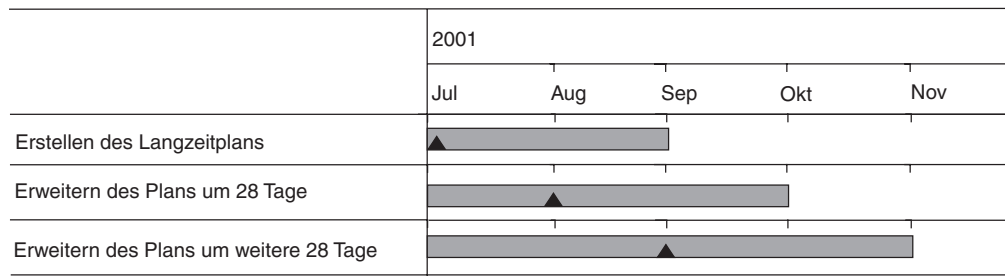 2001
Jul Aug Sep Okt Nov
Erstellen des Langzeitplans
Erweitern des Plans um 28 Tage
Erweitern des Plans um weitere 28 Tage